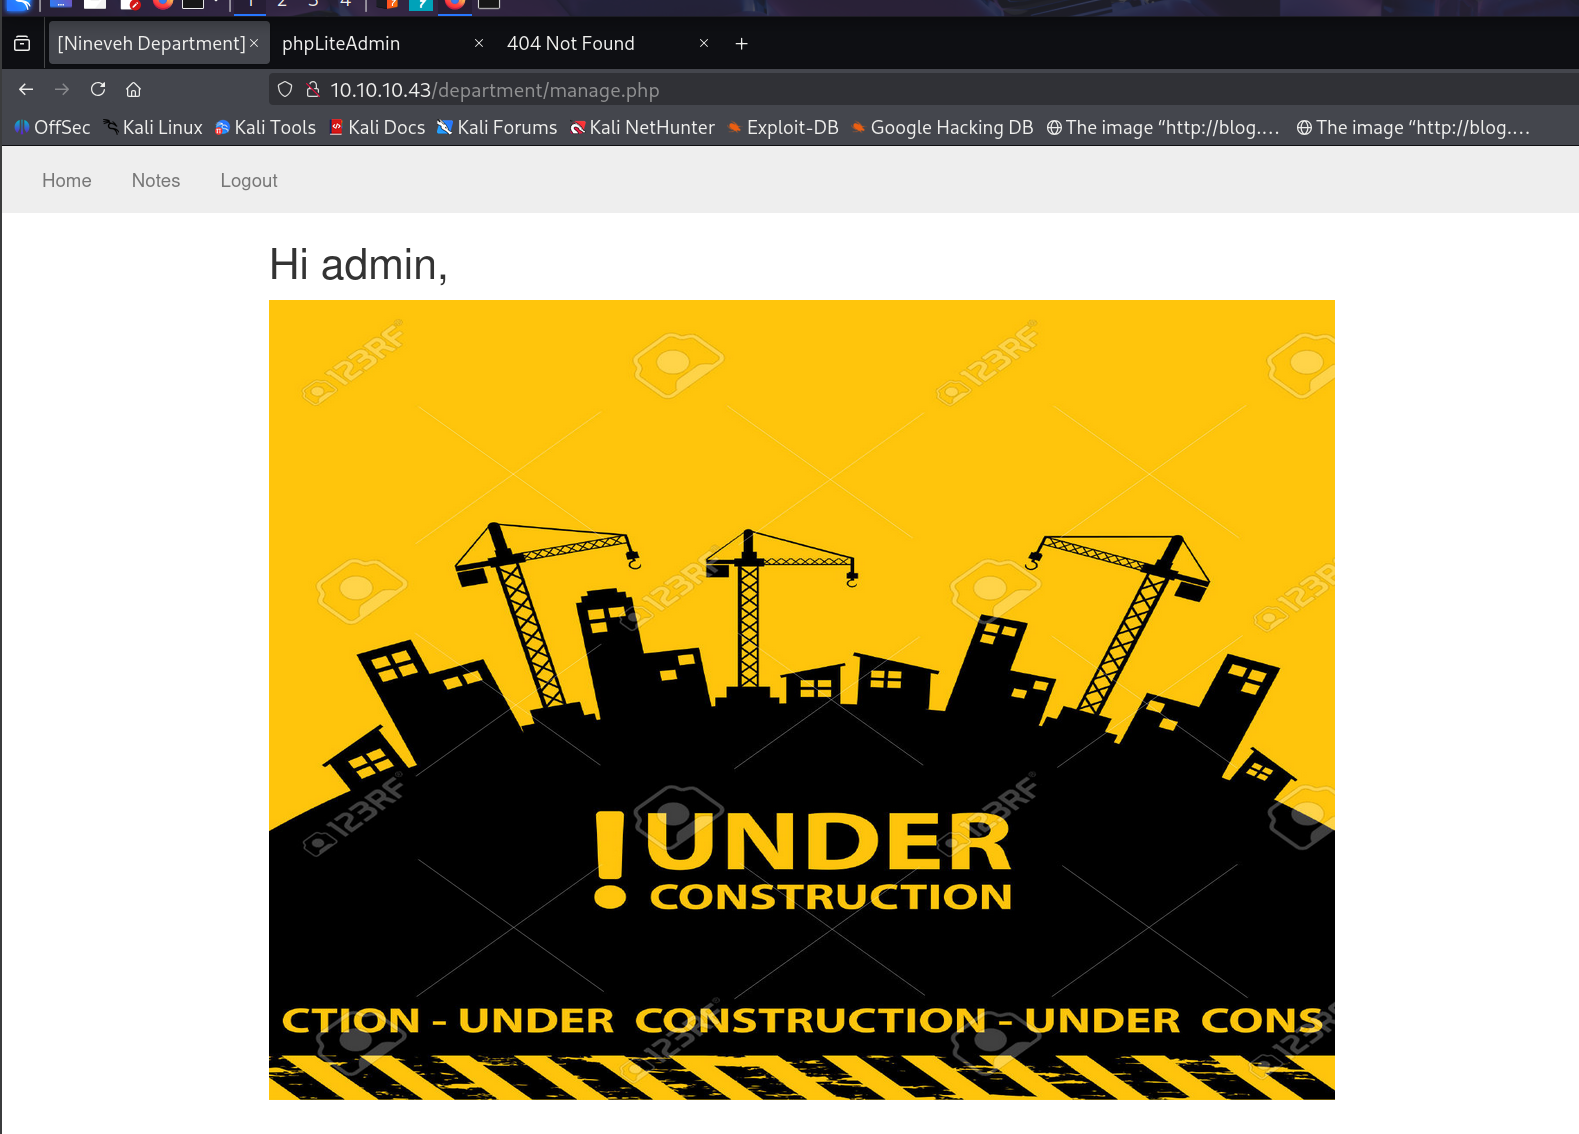 1 2 3 4
[Nineveh Department] phpLiteAdmin 404 Not Found
10.10.10.43/department/manage.php
OffSec Kali Linux Kali Tools Kali Docs Kali Forums Kali NetHunter Exploit-DB Google Hacking DB The image “http://blog.... The image “http://blog....
Home Notes Logout
Hi admin,
123RF 123RF
123RF 123RF
! UNDER
CONSTRUCTION
123RF 123RF
CTION - UNDER CONSTRUCTION - UNDER CONS
123RF 123RF